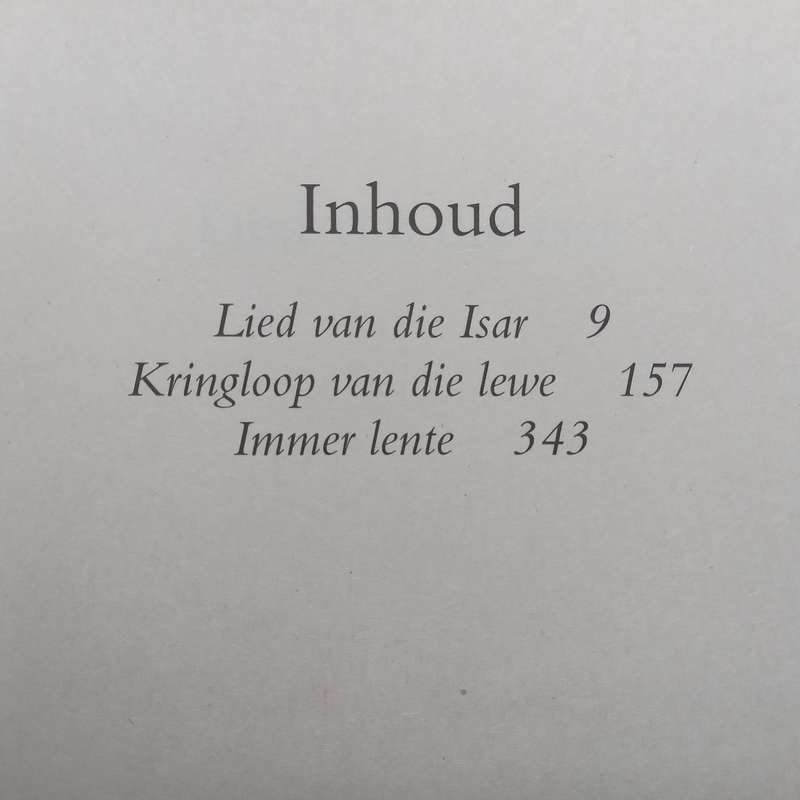 Inhoud
Lied van die Isar 9
Kringloop van die lewe 157
Immer lente 343